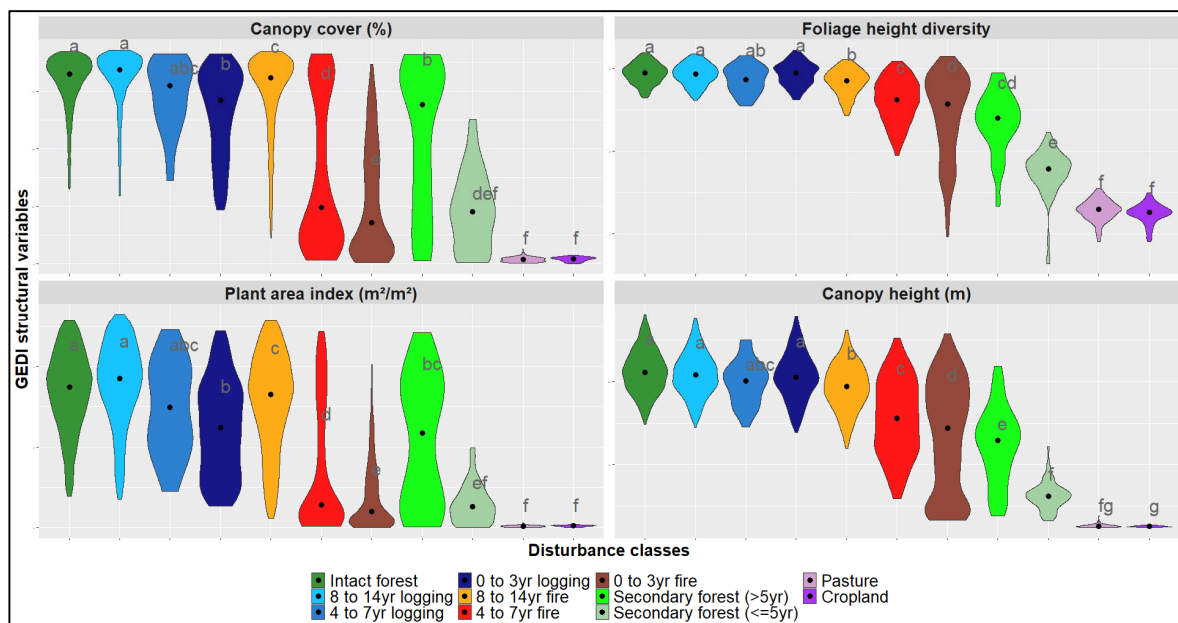 Canopy cover (%)
a a abc b c d e b def f f
Foliage height diversity
a a ab a b c d cd e f f
Plant area index (m²/m²)
a a abc b c d e bc ef f f
Canopy height (m)
a a abc a b c d e f fg g
GEDI structural variables
Disturbance classes
Intact forest 0 to 3yr logging 0 to 3yr fire Pasture
8 to 14yr logging 8 to 14yr fire Secondary forest (>5yr) Cropland
4 to 7yr logging 4 to 7yr fire Secondary forest (<=5yr)